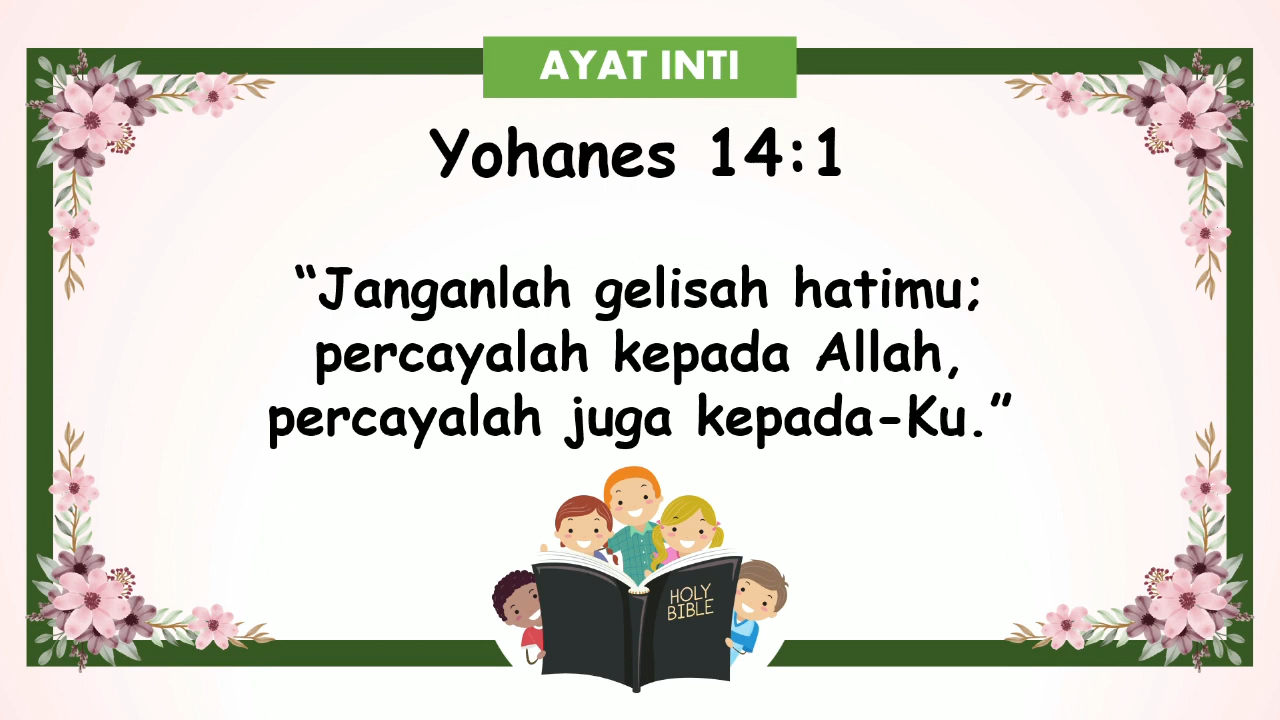 AYAT INTI
Yohanes 14:1
“Janganlah gelisah hatimu;
percayalah kepada Allah,
percayalah juga kepada-Ku.”
HOLY
BIBLE